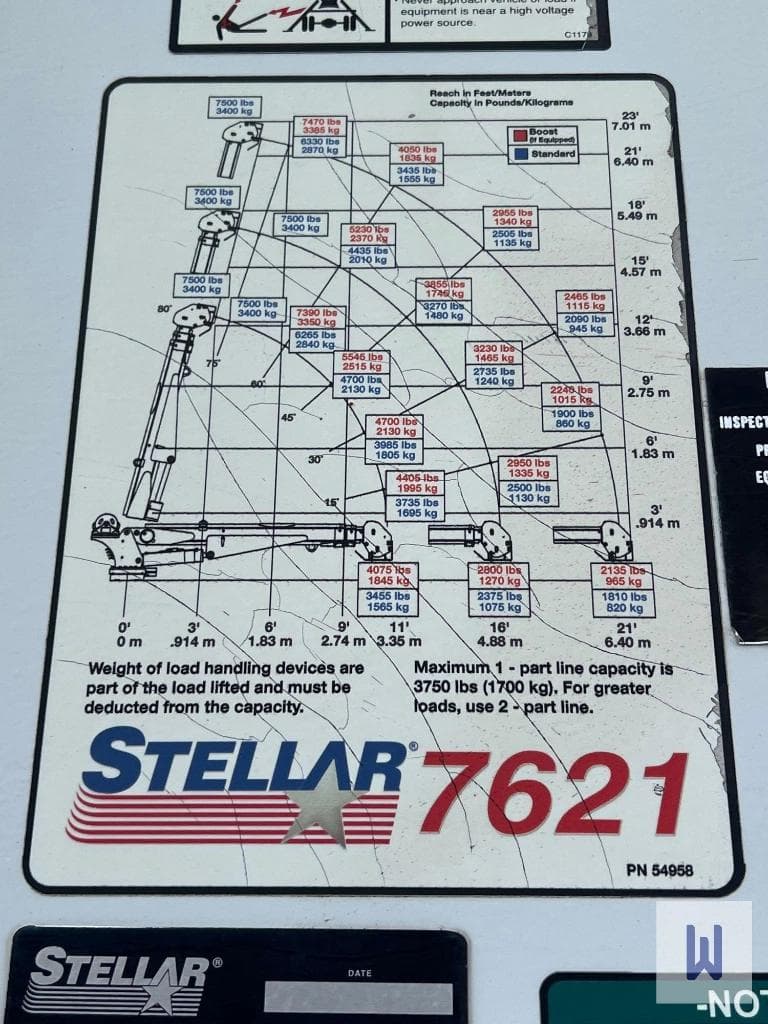 Never approach vehicle or load if
equipment is near a high voltage
power source.
C117
Reach in Feet/Meters
Capacity in Pounds/Kilograms
Boost
(If Equipped)
Standard
7500 lbs
3400 kg
7470 lbs
3385 kg
6330 lbs
2870 kg
4050 lbs
1835 kg
3435 lbs
1555 kg
23'
7.01 m
21'
6.40 m
7500 lbs
3400 kg
7500 lbs
3400 kg
5230 lbs
2370 kg
4435 lbs
2010 kg
2955 lbs
1340 kg
2505 lbs
1135 kg
18'
5.49 m
15'
4.57 m
7500 lbs
3400 kg
7500 lbs
3400 kg
7390 lbs
3350 kg
6265 lbs
2840 kg
3855 lbs
1745 kg
3270 lbs
1480 kg
2465 lbs
1115 kg
2090 lbs
945 kg
12'
3.66 m
80°
75°
60°
45°
30°
15°
5545 lbs
2515 kg
4700 lbs
2130 kg
3230 lbs
1465 kg
2735 lbs
1240 kg
2240 lbs
1015 kg
1900 lbs
860 kg
9'
2.75 m
4700 lbs
2130 kg
3985 lbs
1805 kg
6'
1.83 m
4405 lbs
1995 kg
3735 lbs
1695 kg
2950 lbs
1335 kg
2500 lbs
1130 kg
3'
.914 m
4075 lbs
1845 kg
3455 lbs
1565 kg
2800 lbs
1270 kg
2375 lbs
1075 kg
2135 lbs
965 kg
1810 lbs
820 kg
0' 3' 6' 9' 11' 16' 21'
0 m .914 m 1.83 m 2.74 m 3.35 m 4.88 m 6.40 m
Weight of load handling devices are
part of the load lifted and must be
deducted from the capacity.
Maximum 1 - part line capacity is
3750 lbs (1700 kg). For greater
loads, use 2 - part line.
STELLAR® 7621
PN 54958
INSPECT
STELLAR®
DATE
W
-NOT